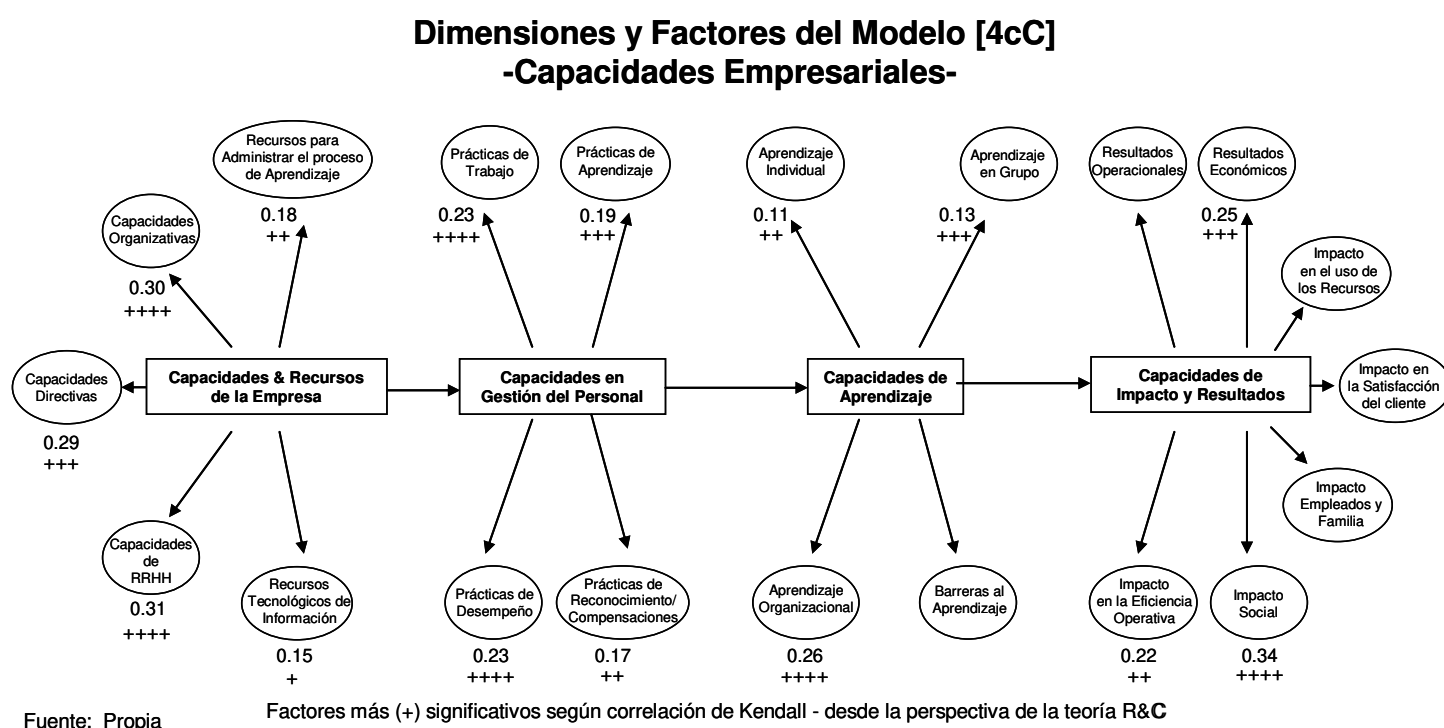 Dimensiones y Factores del Modelo [4cC]
-Capacidades Empresariales-
Recursos para
Administrar el proceso
de Aprendizaje
0.18
++
Capacidades
Organizativas
0.30
++++
Capacidades
Directivas
0.29
+++
Capacidades & Recursos
de la Empresa
Capacidades
de
RRHH
0.31
++++
Recursos
Tecnológicos de
Información
0.15
+
Prácticas de
Trabajo
0.23
++++
Prácticas de
Aprendizaje
0.19
+++
Capacidades en
Gestión del Personal
Prácticas de
Desempeño
0.23
++++
Prácticas de
Reconocimiento/
Compensaciones
0.17
++
Aprendizaje
Individual
0.11
++
Aprendizaje
en Grupo
0.13
+++
Capacidades de
Aprendizaje
Aprendizaje
Organizacional
0.26
++++
Barreras al
Aprendizaje
Resultados
Operacionales
Resultados
Económicos
0.25
+++
Impacto
en el uso de
los Recursos
Capacidades de
Impacto y Resultados
Impacto en
la Satisfacción
del cliente
Impacto
Empleados y
Familia
Impacto
en la Eficiencia
Operativa
0.22
++
Impacto
Social
0.34
++++
Factores más (+) significativos según correlación de Kendall - desde la perspectiva de la teoría R&C
Fuente: Propia